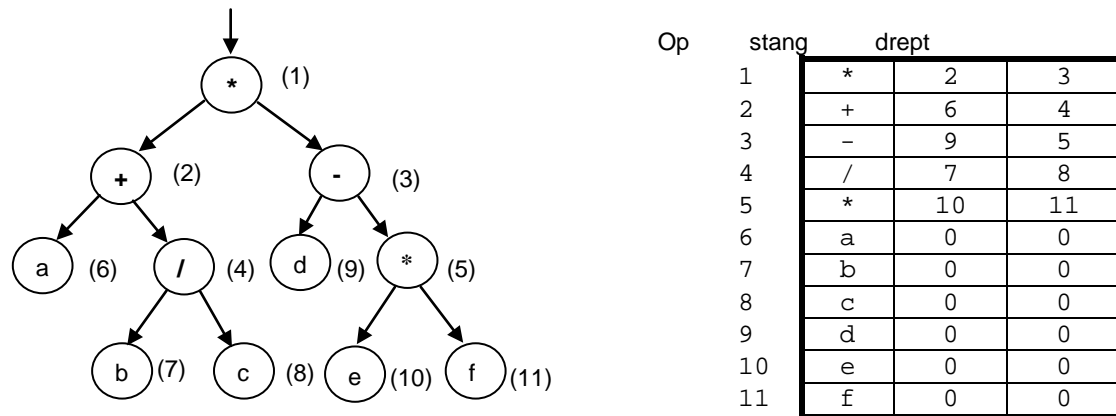 * (1)
+ (2) - (3)
a (6) / (4) d (9) * (5)
b (7) c (8) e (10) f (11)
Op stang drept
1 * 2 3
2 + 6 4
3 - 9 5
4 / 7 8
5 * 10 11
6 a 0 0
7 b 0 0
8 c 0 0
9 d 0 0
10 e 0 0
11 f 0 0